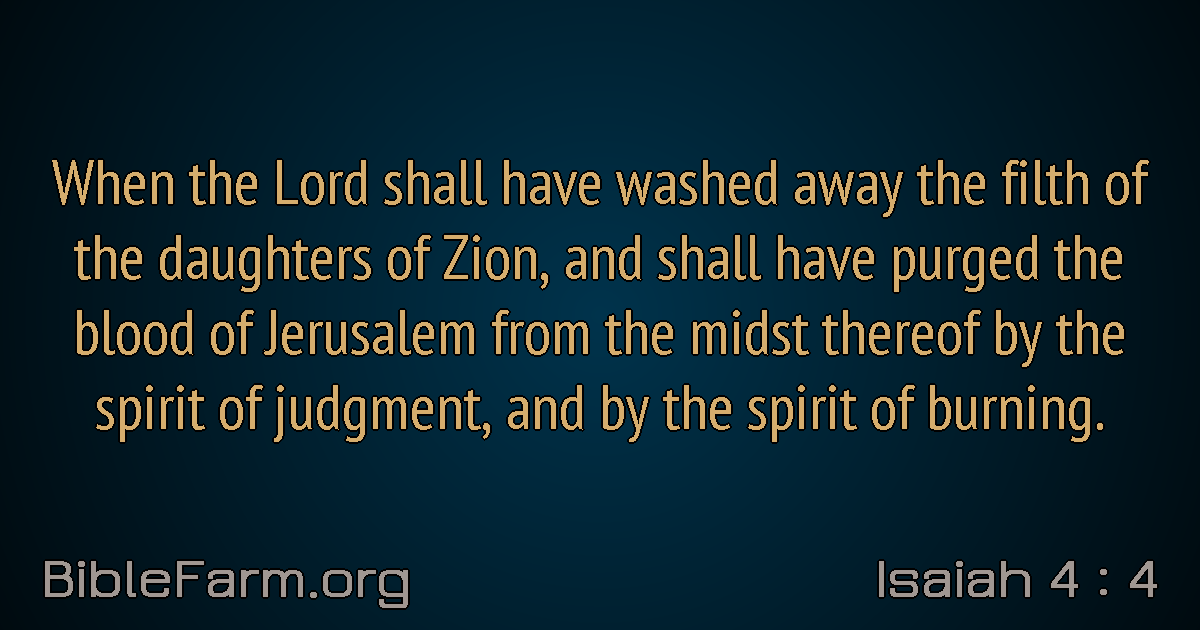 When the Lord shall have washed away the filth of
the daughters of Zion, and shall have purged the
blood of Jerusalem from the midst thereof by the
spirit of judgment, and by the spirit of burning.
BibleFarm.org
Isaiah 4 : 4